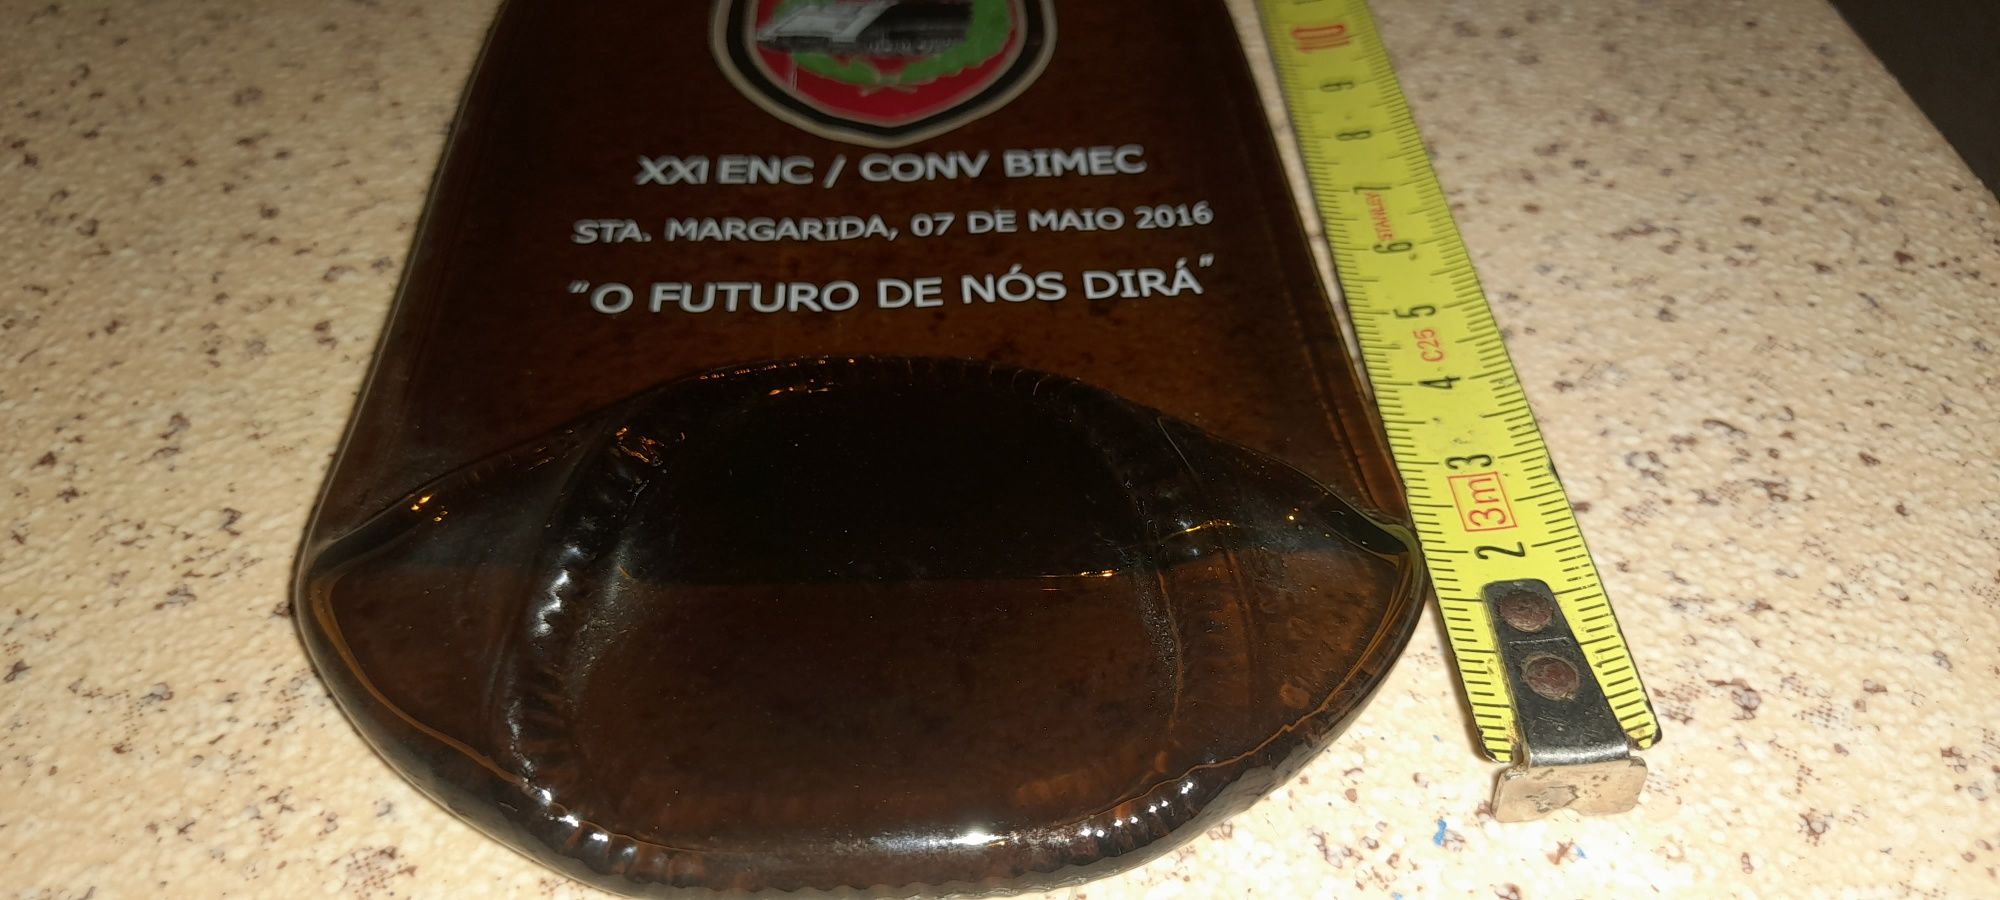 XXI ENC / CONV BIMEC
STA. MARGARIDA, 07 DE MAIO 2016
"O FUTURO DE NÓS DIRÁ"
10
9
8
7
STANLEY
6
5
C25
4
3
3m
2